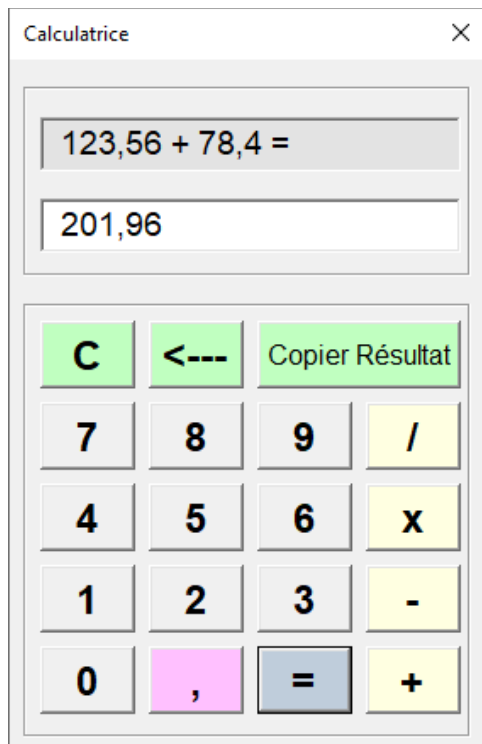 Calculatrice
123,56 + 78,4 =
201,96
C <--- Copier Résultat
7 8 9 /
4 5 6 x
1 2 3 -
0 , = +